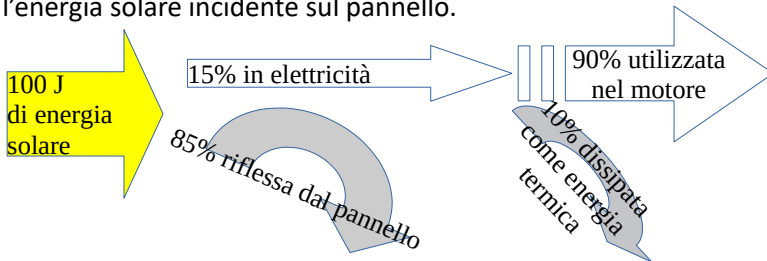 l'energia solare incidente sul pannello.
100 J
di energia
solare
15% in elettricità
85% riflessa dal pannello
90% utilizzata
nel motore
10% dissipata
come energia
termica